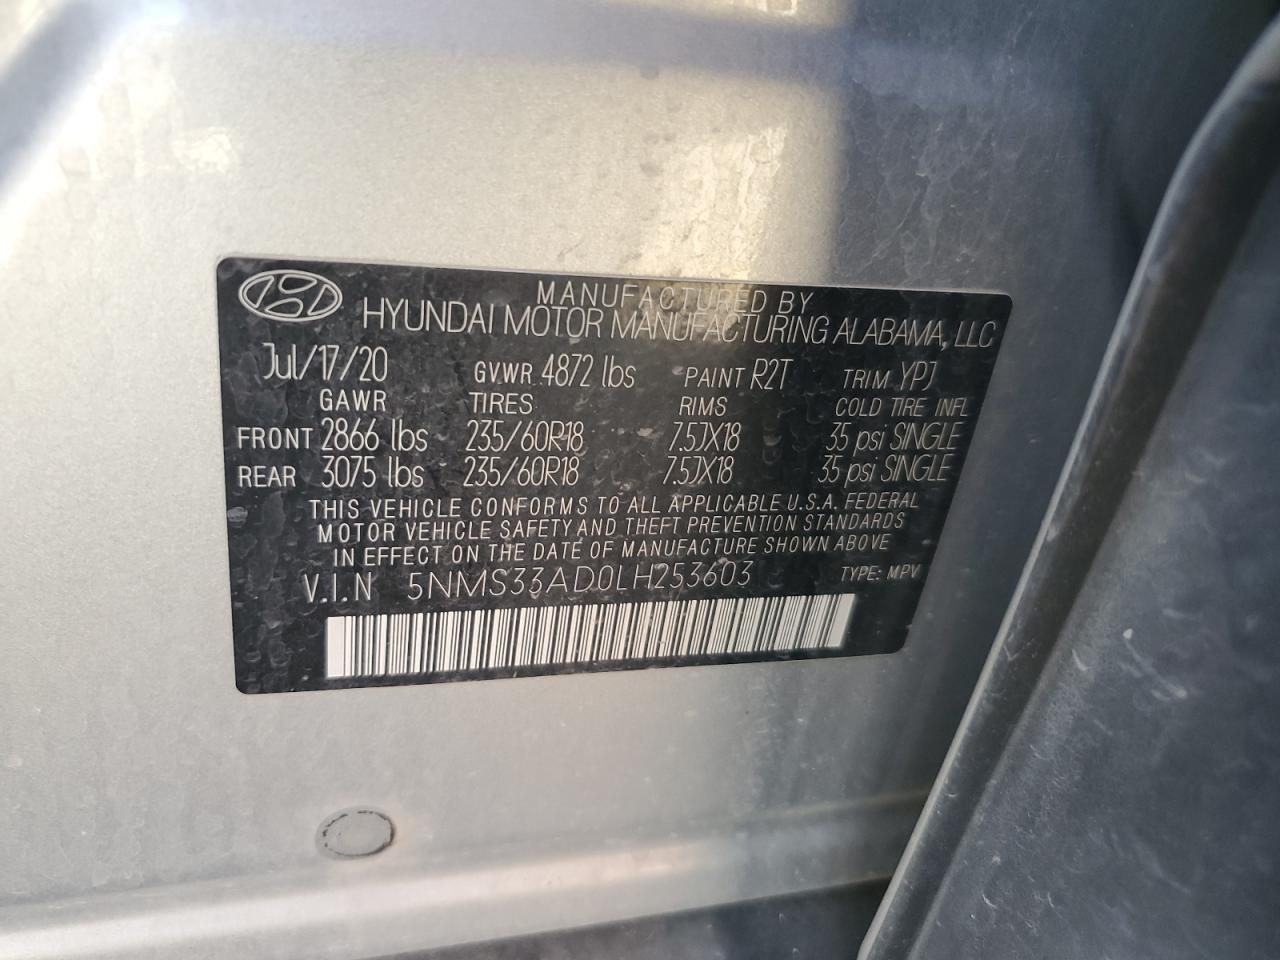 MANUFACTURED BY
HYUNDAI MOTOR MANUFACTURING ALABAMA, LLC
Jul/17/20 GVWR 4872 lbs PAINT R2T TRIM YPJ
GAWR TIRES RIMS COLD TIRE INFL
FRONT 2866 lbs 235/60R18 7.5JX18 35 psi SINGLE
REAR 3075 lbs 235/60R18 7.5JX18 35 psi SINGLE
THIS VEHICLE CONFORMS TO ALL APPLICABLE U.S.A. FEDERAL
MOTOR VEHICLE SAFETY AND THEFT PREVENTION STANDARDS
IN EFFECT ON THE DATE OF MANUFACTURE SHOWN ABOVE
V.I.N 5NMS33AD0LH253603 TYPE: MPV